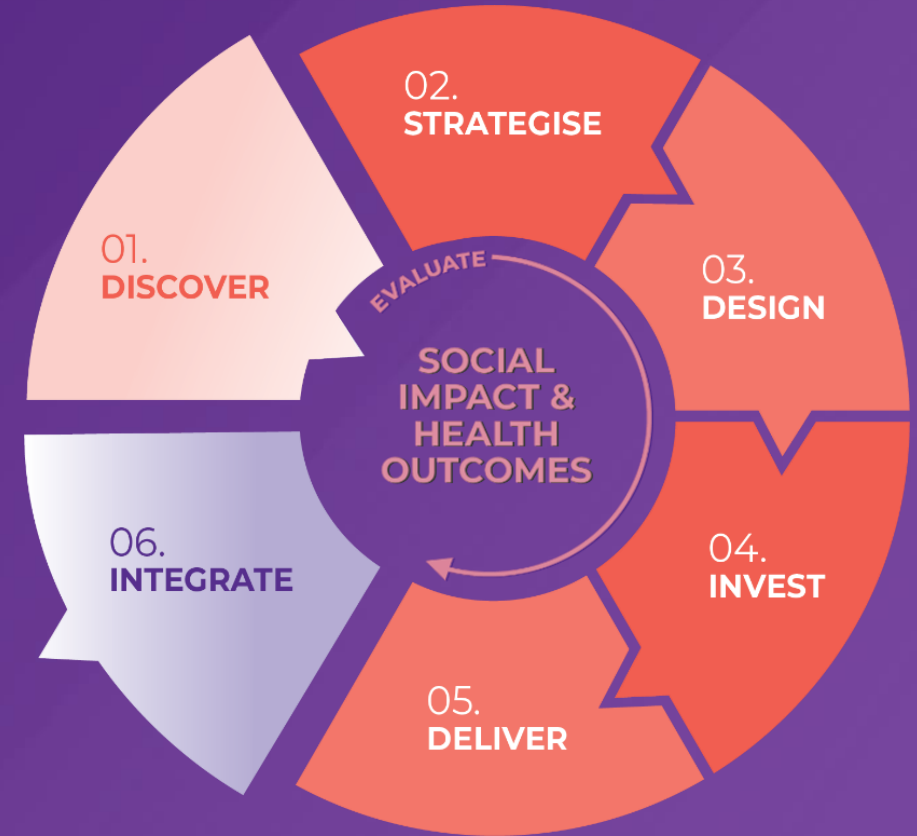 01.
DISCOVER
02.
STRATEGISE
03.
DESIGN
04.
INVEST
05.
DELIVER
06.
INTEGRATE
EVALUATE
SOCIAL
IMPACT &
HEALTH
OUTCOMES